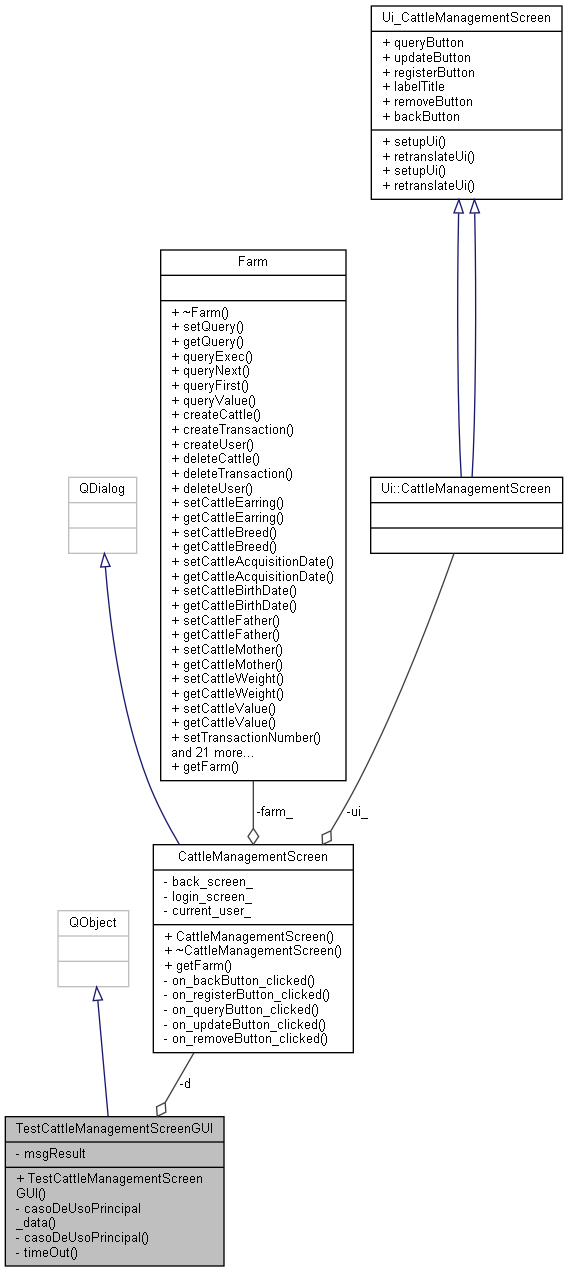 Ui_CattleManagementScreen
+ queryButton
+ updateButton
+ registerButton
+ labelTitle
+ removeButton
+ backButton
+ setupUi()
+ retranslateUi()
+ setupUi()
+ retranslateUi()
Farm
+ ~Farm()
+ setQuery()
+ getQuery()
+ queryExec()
+ queryNext()
+ queryFirst()
+ queryValue()
+ createCattle()
+ createTransaction()
+ createUser()
+ deleteCattle()
+ deleteTransaction()
+ deleteUser()
+ setCattleEarring()
+ getCattleEarring()
+ setCattleBreed()
+ getCattleBreed()
+ setCattleAcquisitionDate()
+ getCattleAcquisitionDate()
+ setCattleBirthDate()
+ getCattleBirthDate()
+ setCattleFather()
+ getCattleFather()
+ setCattleMother()
+ getCattleMother()
+ setCattleWeight()
+ getCattleWeight()
+ setCattleValue()
+ getCattleValue()
+ setTransactionNumber()
and 21 more...
+ getFarm()
QDialog
Ui::CattleManagementScreen
-farm_
-ui_
CattleManagementScreen
- back_screen_
- login_screen_
- current_user_
+ CattleManagementScreen()
+ ~CattleManagementScreen()
+ getFarm()
- on_backButton_clicked()
- on_registerButton_clicked()
- on_queryButton_clicked()
- on_updateButton_clicked()
- on_removeButton_clicked()
QObject
-d
TestCattleManagementScreenGUI
- msgResult
+ TestCattleManagementScreen
GUI()
- casoDeUsoPrincipal
_data()
- casoDeUsoPrincipal()
- timeOut()